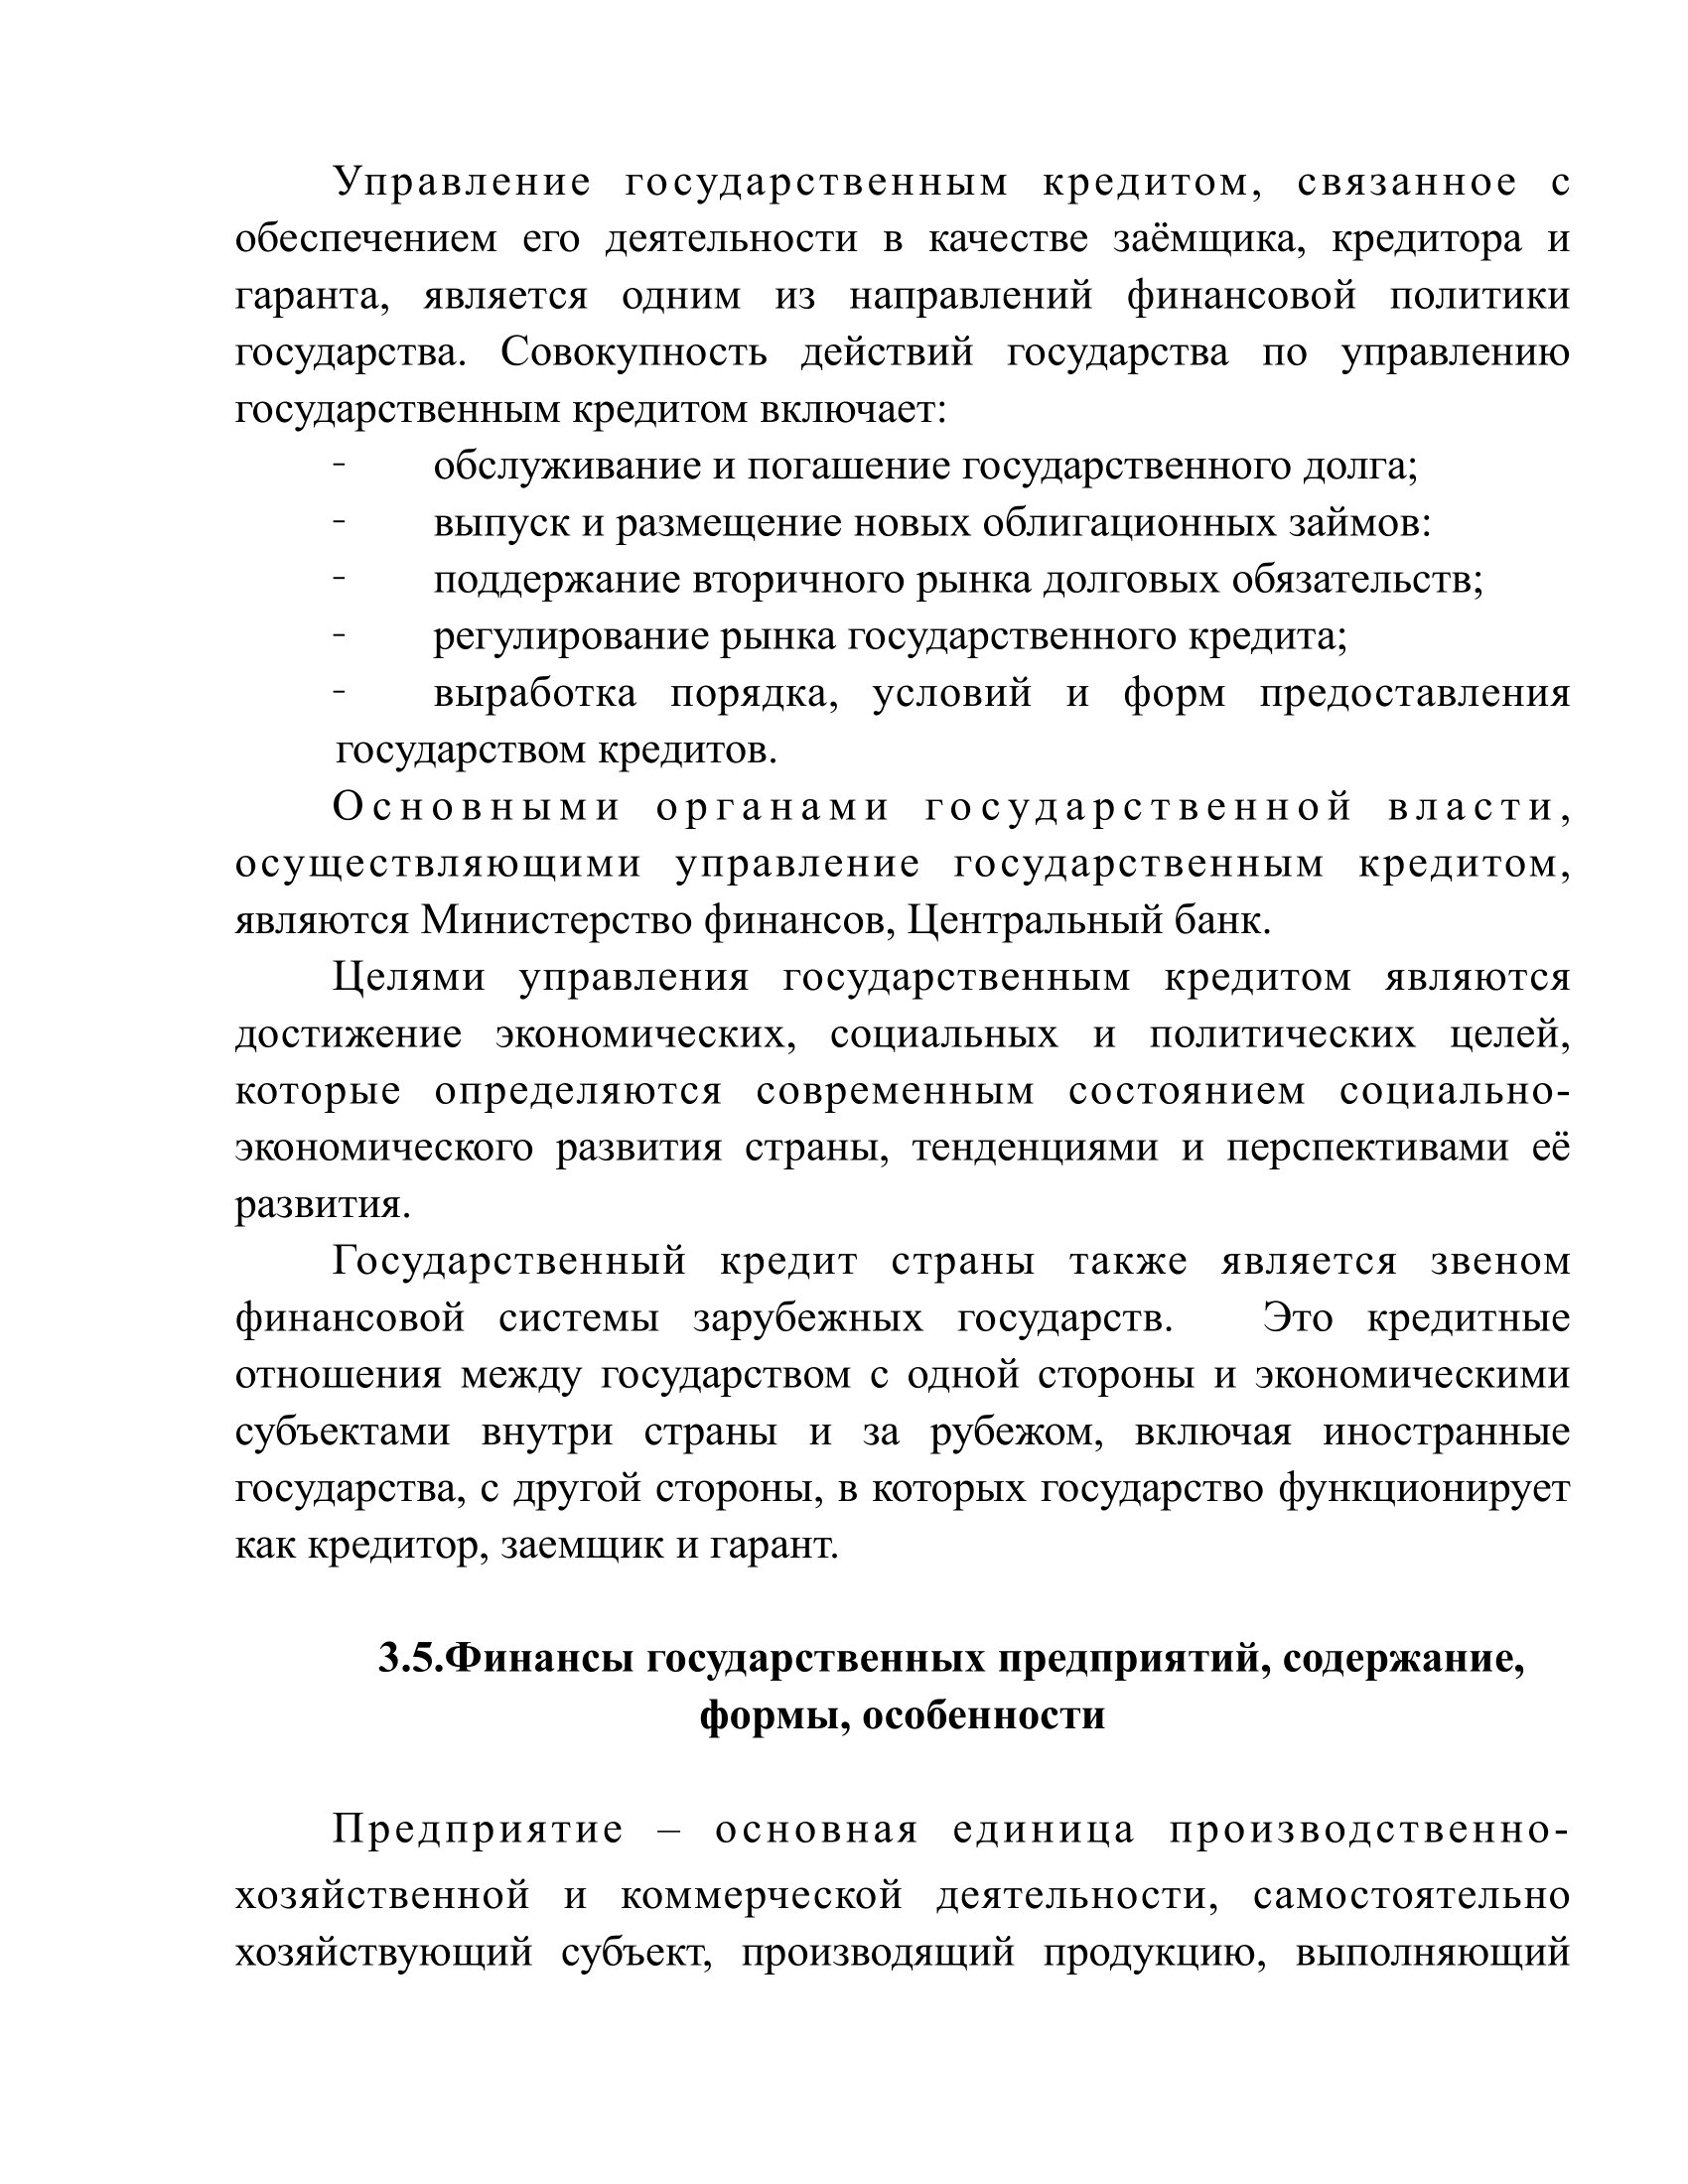 Управление государственным кредитом, связанное с
обеспечением его деятельности в качестве заёмщика, кредитора и
гаранта, является одним из направлений финансовой политики
государства. Совокупность действий государства по управлению
государственным кредитом включает:
- обслуживание и погашение государственного долга;
- выпуск и размещение новых облигационных займов:
- поддержание вторичного рынка долговых обязательств;
- регулирование рынка государственного кредита;
- выработка порядка, условий и форм предоставления
государством кредитов.
Основными органами государственной власти,
осуществляющими управление государственным кредитом,
являются Министерство финансов, Центральный банк.
Целями управления государственным кредитом являются
достижение экономических, социальных и политических целей,
которые определяются современным состоянием социально-
экономического развития страны, тенденциями и перспективами её
развития.
Государственный кредит страны также является звеном
финансовой системы зарубежных государств. Это кредитные
отношения между государством с одной стороны и экономическими
субъектами внутри страны и за рубежом, включая иностранные
государства, с другой стороны, в которых государство функционирует
как кредитор, заемщик и гарант.
3.5.Финансы государственных предприятий, содержание,
формы, особенности
Предприятие – основная единица производственно-
хозяйственной и коммерческой деятельности, самостоятельно
хозяйствующий субъект, производящий продукцию, выполняющий